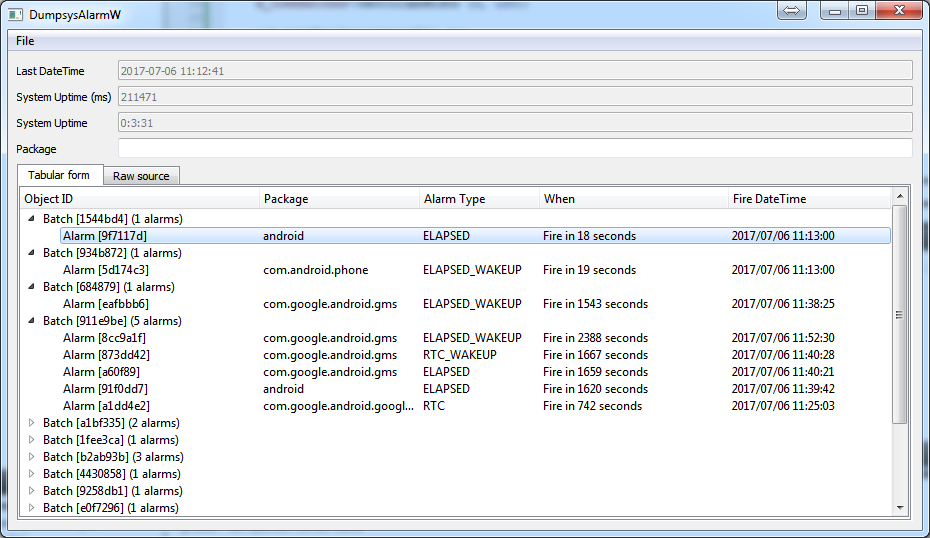 DumpsysAlarmW
File
Last DateTime 2017-07-06 11:12:41
System Uptime (ms) 211471
System Uptime 0:3:31
Package
Tabular form Raw source
Object ID Package Alarm Type When Fire DateTime
Batch [1544bd4] (1 alarms)
Alarm [9f7117d] android ELAPSED Fire in 18 seconds 2017/07/06 11:13:00
Batch [934b872] (1 alarms)
Alarm [5d174c3] com.android.phone ELAPSED_WAKEUP Fire in 19 seconds 2017/07/06 11:13:00
Batch [684879] (1 alarms)
Alarm [eafbbb6] com.google.android.gms ELAPSED_WAKEUP Fire in 1543 seconds 2017/07/06 11:38:25
Batch [911e9be] (5 alarms)
Alarm [8cc9a1f] com.google.android.gms ELAPSED_WAKEUP Fire in 2388 seconds 2017/07/06 11:52:30
Alarm [873dd42] com.google.android.gms RTC_WAKEUP Fire in 1667 seconds 2017/07/06 11:40:28
Alarm [a60f89] com.google.android.gms ELAPSED Fire in 1659 seconds 2017/07/06 11:40:21
Alarm [91f0dd7] android ELAPSED Fire in 1620 seconds 2017/07/06 11:39:42
Alarm [a1dd4e2] com.google.android.googl... RTC Fire in 742 seconds 2017/07/06 11:25:03
Batch [a1bf335] (2 alarms)
Batch [1fee3ca] (1 alarms)
Batch [b2ab93b] (3 alarms)
Batch [4430858] (1 alarms)
Batch [9258db1] (1 alarms)
Batch [e0f7296] (1 alarms)